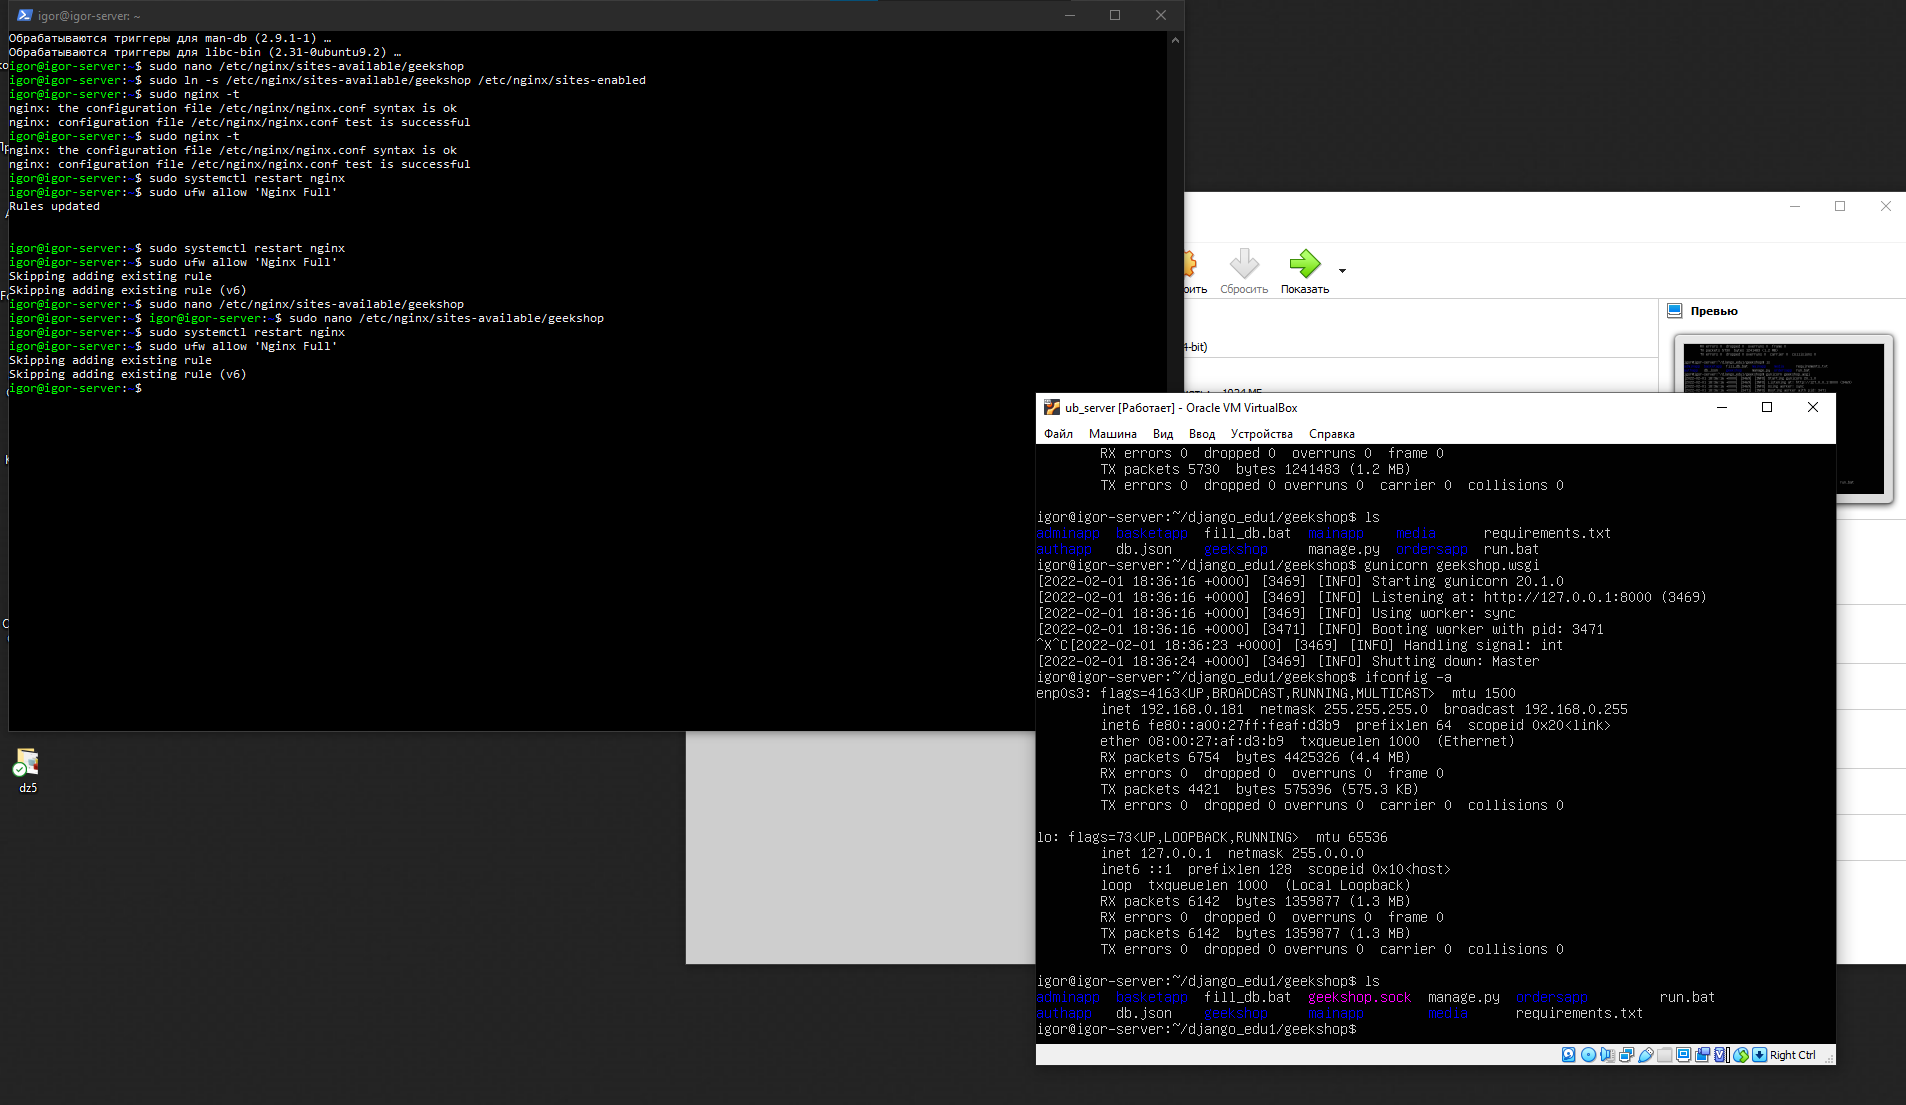 igor@igor-server: ~
Обрабатываются триггеры для man-db (2.9.1-1) …
Обрабатываются триггеры для libc-bin (2.31-0ubuntu9.2) …
igor@igor-server:~$ sudo nano /etc/nginx/sites-available/geekshop
igor@igor-server:~$ sudo ln -s /etc/nginx/sites-available/geekshop /etc/nginx/sites-enabled
igor@igor-server:~$ sudo nginx -t
nginx: the configuration file /etc/nginx/nginx.conf syntax is ok
nginx: configuration file /etc/nginx/nginx.conf test is successful
igor@igor-server:~$ sudo nginx -t
nginx: the configuration file /etc/nginx/nginx.conf syntax is ok
nginx: configuration file /etc/nginx/nginx.conf test is successful
igor@igor-server:~$ sudo systemctl restart nginx
igor@igor-server:~$ sudo ufw allow 'Nginx Full'
Rules updated
igor@igor-server:~$ sudo systemctl restart nginx
igor@igor-server:~$ sudo ufw allow 'Nginx Full'
Skipping adding existing rule
Skipping adding existing rule (v6)
igor@igor-server:~$ sudo nano /etc/nginx/sites-available/geekshop
igor@igor-server:~$ igor@igor-server:~$ sudo nano /etc/nginx/sites-available/geekshop
igor@igor-server:~$ sudo systemctl restart nginx
igor@igor-server:~$ sudo ufw allow 'Nginx Full'
Skipping adding existing rule
Skipping adding existing rule (v6)
igor@igor-server:~$
dz5
Сбросить
Показать
Превью
ub_server [Работает] - Oracle VM VirtualBox
Файл Машина Вид Ввод Устройства Справка
RX errors 0 dropped 0 overruns 0 frame 0
TX packets 5730 bytes 1241483 (1.2 MB)
TX errors 0 dropped 0 overruns 0 carrier 0 collisions 0
igor@igor-server:~/django_edu1/geekshop$ ls
adminapp basketapp fill_db.bat mainapp media requirements.txt
authapp db.json geekshop manage.py ordersapp run.bat
igor@igor-server:~/django_edu1/geekshop$ gunicorn geekshop.wsgi
[2022-02-01 18:36:16 +0000] [3469] [INFO] Starting gunicorn 20.1.0
[2022-02-01 18:36:16 +0000] [3469] [INFO] Listening at: http://127.0.0.1:8000 (3469)
[2022-02-01 18:36:16 +0000] [3469] [INFO] Using worker: sync
[2022-02-01 18:36:16 +0000] [3471] [INFO] Booting worker with pid: 3471
^X^C[2022-02-01 18:36:23 +0000] [3469] [INFO] Handling signal: int
[2022-02-01 18:36:24 +0000] [3469] [INFO] Shutting down: Master
igor@igor-server:~/django_edu1/geekshop$ ifconfig -a
enp0s3: flags=4163<UP,BROADCAST,RUNNING,MULTICAST> mtu 1500
inet 192.168.0.181 netmask 255.255.255.0 broadcast 192.168.0.255
inet6 fe80::a00:27ff:feaf:d3b9 prefixlen 64 scopeid 0x20<link>
ether 08:00:27:af:d3:b9 txqueuelen 1000 (Ethernet)
RX packets 6754 bytes 4425326 (4.4 MB)
RX errors 0 dropped 0 overruns 0 frame 0
TX packets 4421 bytes 575396 (575.3 KB)
TX errors 0 dropped 0 overruns 0 carrier 0 collisions 0
lo: flags=73<UP,LOOPBACK,RUNNING> mtu 65536
inet 127.0.0.1 netmask 255.0.0.0
inet6 ::1 prefixlen 128 scopeid 0x10<host>
loop txqueuelen 1000 (Local Loopback)
RX packets 6142 bytes 1359877 (1.3 MB)
RX errors 0 dropped 0 overruns 0 frame 0
TX packets 6142 bytes 1359877 (1.3 MB)
TX errors 0 dropped 0 overruns 0 carrier 0 collisions 0
igor@igor-server:~/django_edu1/geekshop$ ls
adminapp basketapp fill_db.bat geekshop.sock manage.py ordersapp run.bat
authapp db.json geekshop mainapp media requirements.txt
igor@igor-server:~/django_edu1/geekshop$
Right Ctrl